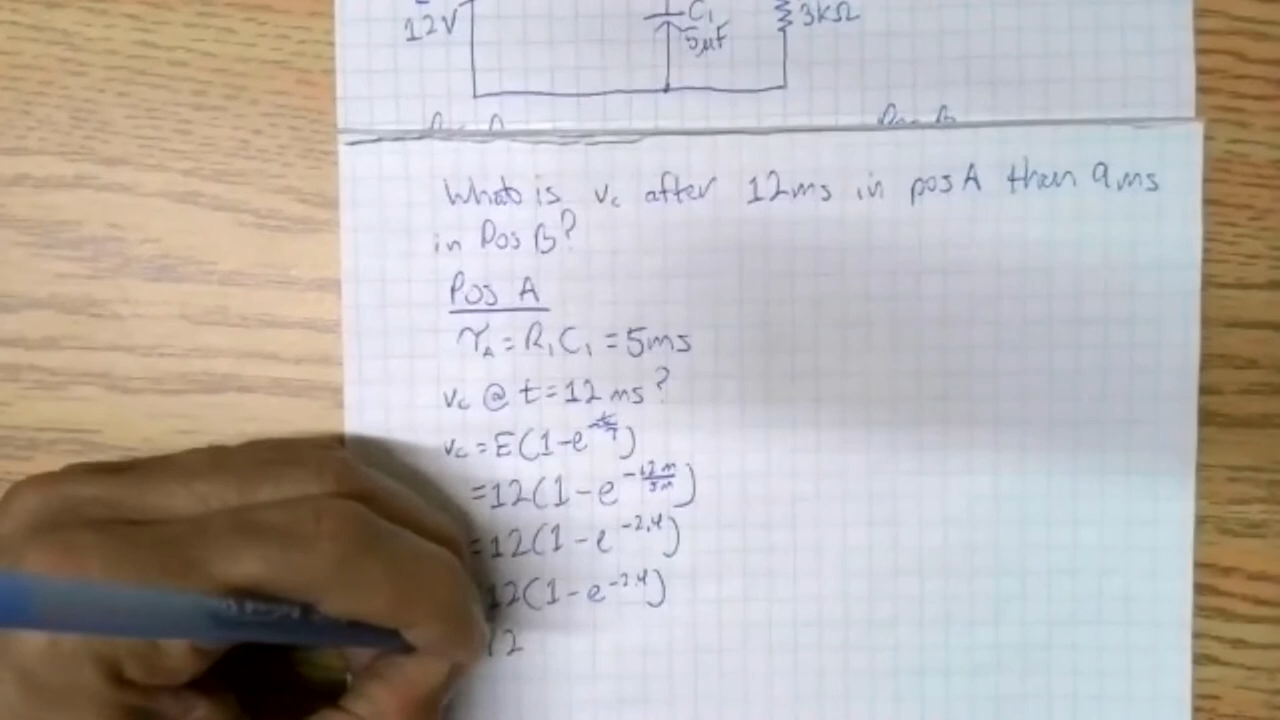 12V
C₁
5μF
3kΩ
What is vc after 12ms in pos A then 9ms
in Pos B?
Pos A
τA = R₁C₁ = 5ms
vc @ t=12 ms?
vc = E(1-e^-t/τ)
=12(1-e^-12m/5m)
=12(1-e^-2.4)
12(1-e^-2.4)
12